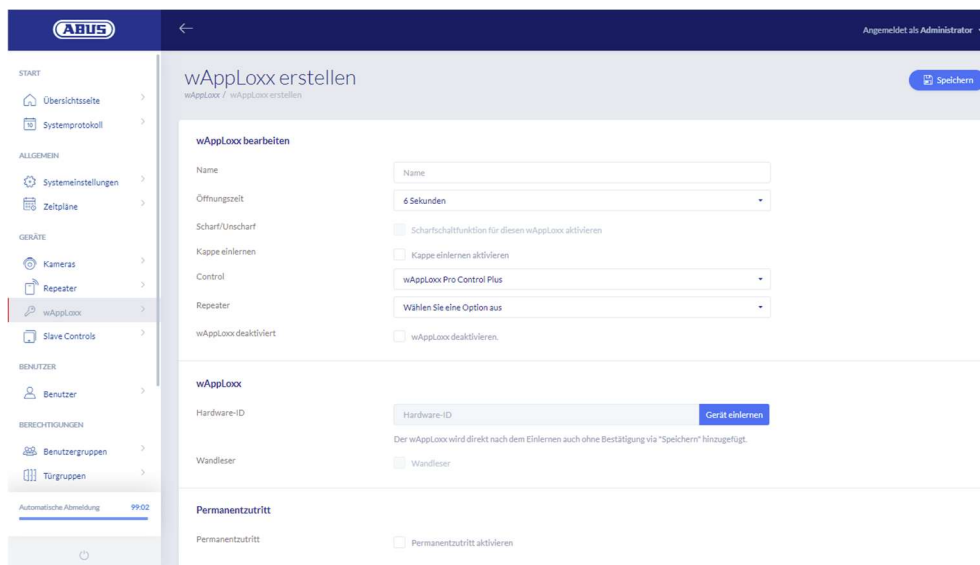 ABUS
Angemeldet als Administrator
START
Übersichtsseite
Systemprotokoll
ALLGEMEIN
Systemeinstellungen
Zeitpläne
GERÄTE
Kameras
Repeater
wAppLoxx
Slave Controls
BENUTZER
Benutzer
BERECHTIGUNGEN
Benutzergruppen
Türgruppen
Automatische Abmeldung 99:02
wAppLoxx erstellen
wAppLoxx / wAppLoxx erstellen
Speichern
wAppLoxx bearbeiten
Name Name
Öffnungszeit 6 Sekunden
Scharf/Unscharf Scharfschaltfunktion für diesen wAppLoxx aktivieren
Kappe einlernen Kappe einlernen aktivieren
Control wAppLoxx Pro Control Plus
Repeater Wählen Sie eine Option aus
wAppLoxx deaktiviert wAppLoxx deaktivieren.
wAppLoxx
Hardware-ID Hardware-ID Gerät einlernen
Der wAppLoxx wird direkt nach dem Einlernen auch ohne Bestätigung via "Speichern" hinzugefügt.
Wandleser Wandleser
Permanentzutritt
Permanentzutritt Permanentzutritt aktivieren